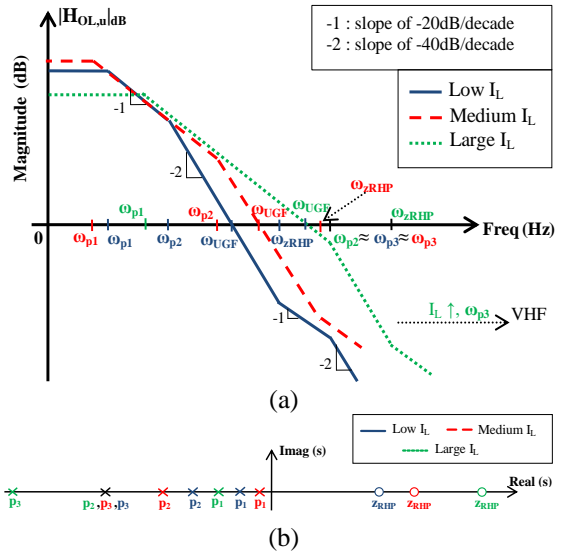 |H_OL,u|_dB
-1 : slope of -20dB/decade
-2 : slope of -40dB/decade
Low I_L
Medium I_L
Large I_L
Magnitude (dB)
-1
-2
ω_zRHP
ω_p1 ω_p2 ω_UGF ω_UGF ω_zRHP
0 ω_p1 ω_p1 ω_p2 ω_UGF ω_zRHP ω_p2 ≈ ω_p3 ≈ ω_p3 Freq (Hz)
I_L ↑, ω_p3 VHF
-1
-2
(a)
Low I_L Medium I_L
Large I_L
Imag (s)
Real (s)
p_3 p_2,p_3,p_3 p_2 p_2 p_1 p_1 p_1 z_RHP z_RHP z_RHP
(b)